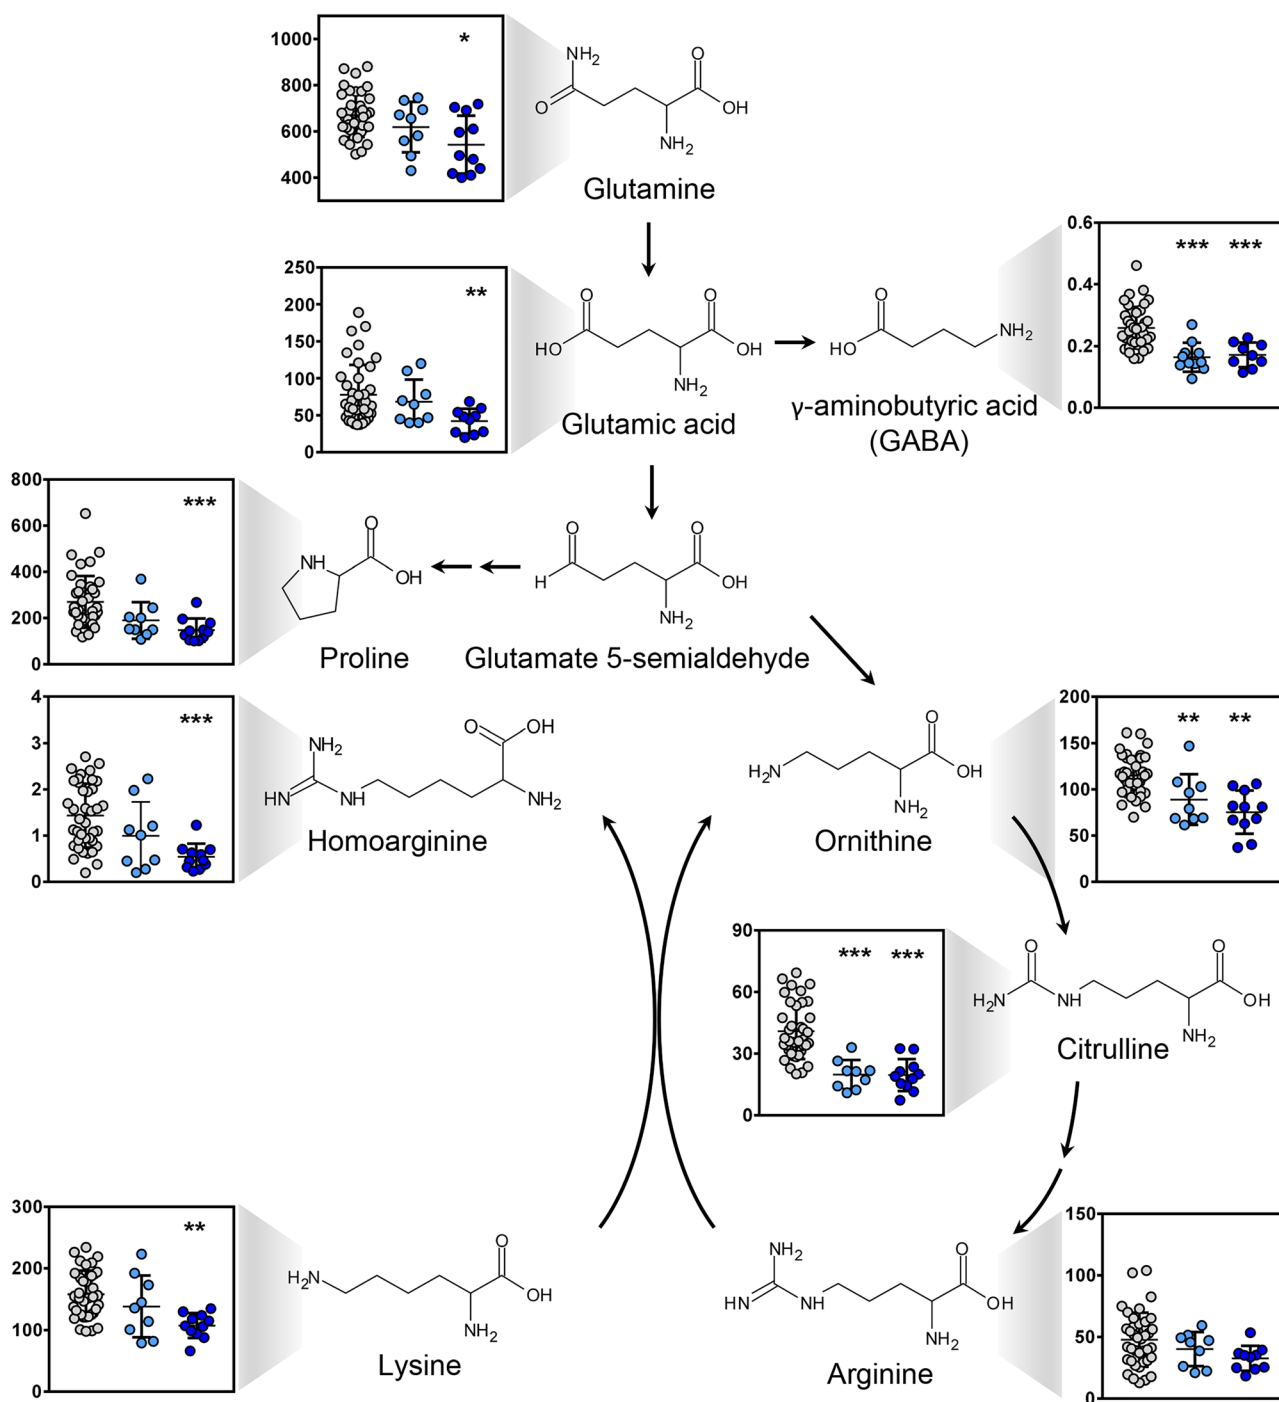 1000
800
600
400
*
NH2
O
O
OH
NH2
Glutamine
250
200
150
100
50
0
**
O
HO
O
OH
NH2
Glutamic acid
O
HO
NH2
γ-aminobutyric acid
(GABA)
0.6
0.4
0.2
0.0
*** ***
800
600
400
200
0
***
NH
O
OH
Proline
O
H
O
OH
NH2
Glutamate 5-semialdehyde
4
3
2
1
0
***
NH2
HN
NH
O
OH
NH2
Homoarginine
H2N
O
OH
NH2
Ornithine
200
150
100
50
0
** **
90
60
30
0
*** ***
O
H2N
NH
O
OH
NH2
Citrulline
300
200
100
0
**
H2N
O
OH
NH2
Lysine
NH2
HN
NH
O
OH
NH2
Arginine
150
100
50
0